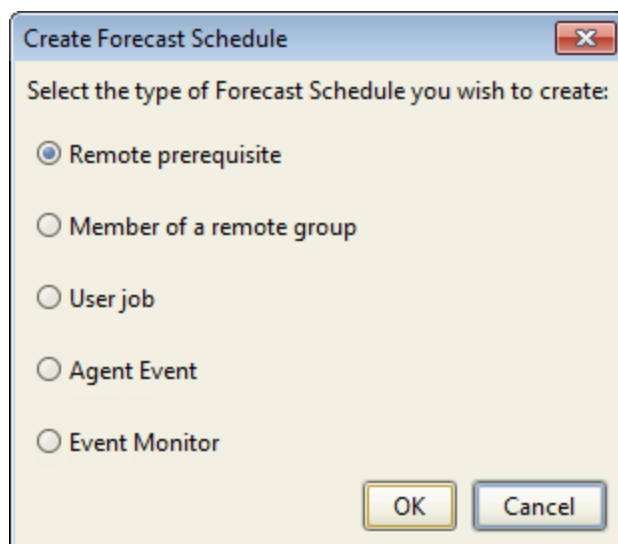 Create Forecast Schedule
Select the type of Forecast Schedule you wish to create:
Remote prerequisite
Member of a remote group
User job
Agent Event
Event Monitor
OK Cancel